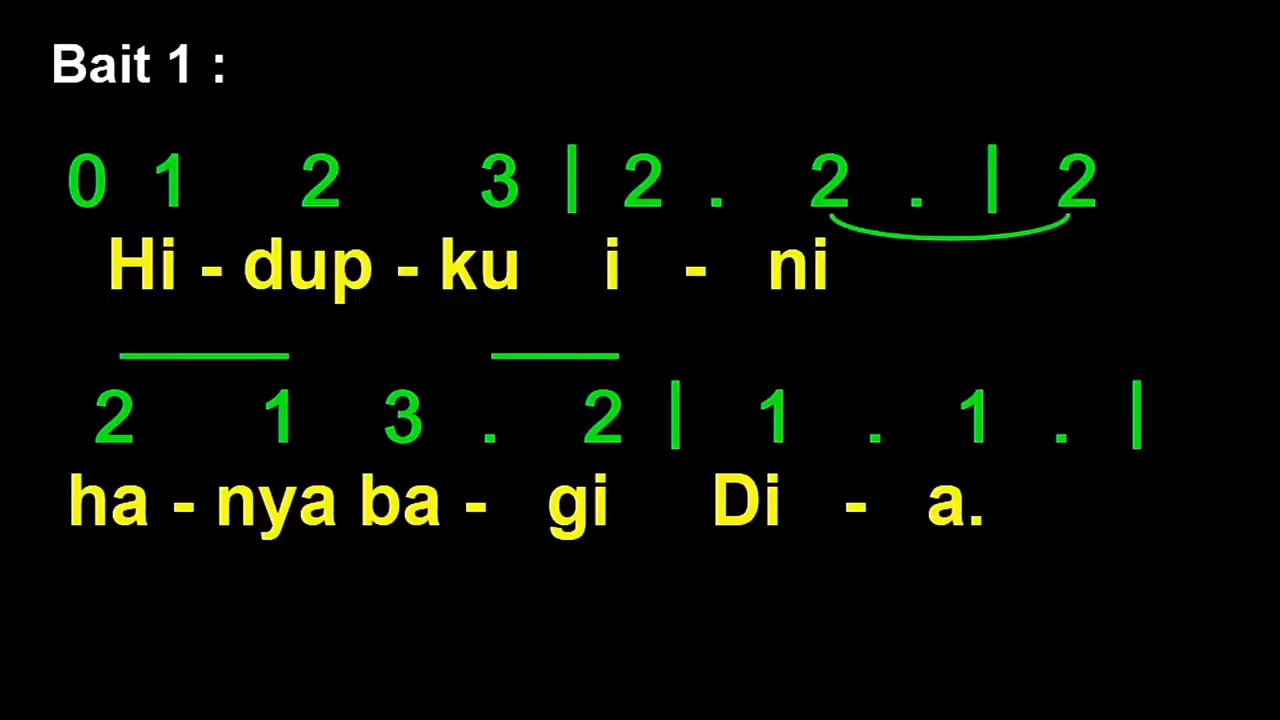 Bait 1 :
0 1 2 3 | 2 . 2 . | 2
Hi - dup - ku i - ni
2 1 3 . 2 | 1 . 1 . |
ha - nya ba - gi Di - a.